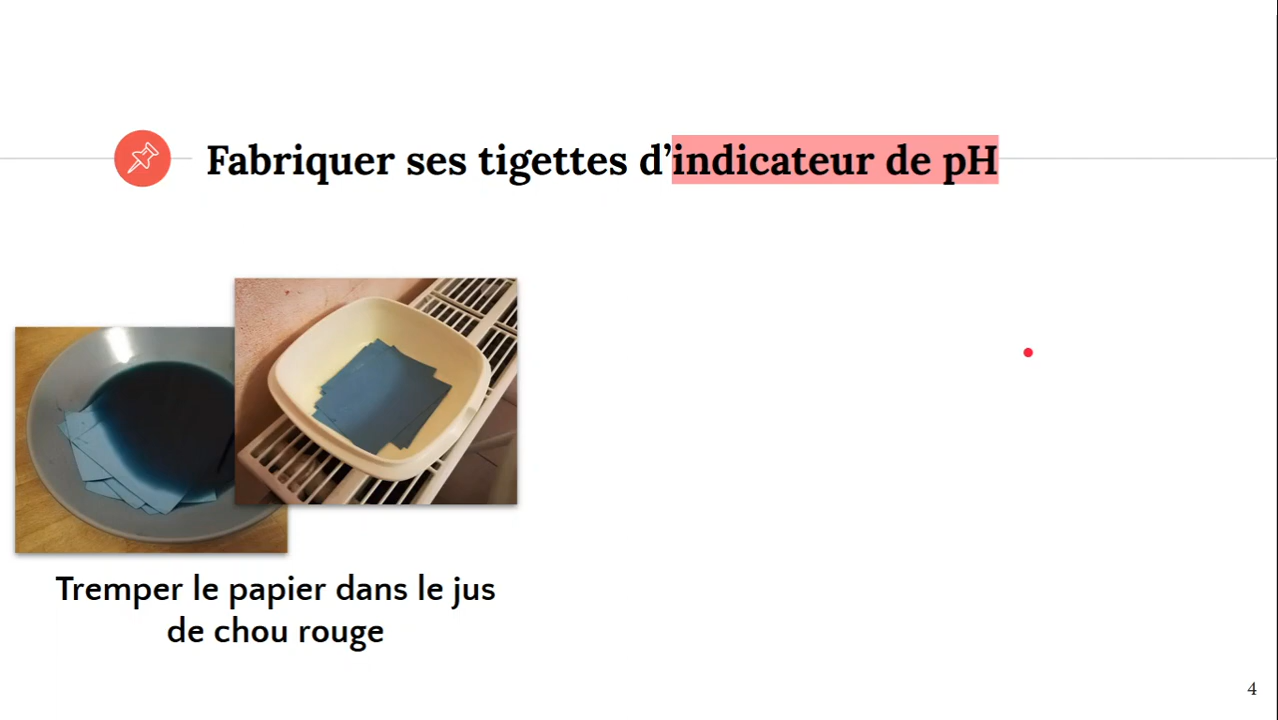 Fabriquer ses tigettes d’indicateur de pH
Tremper le papier dans le jus
de chou rouge
4